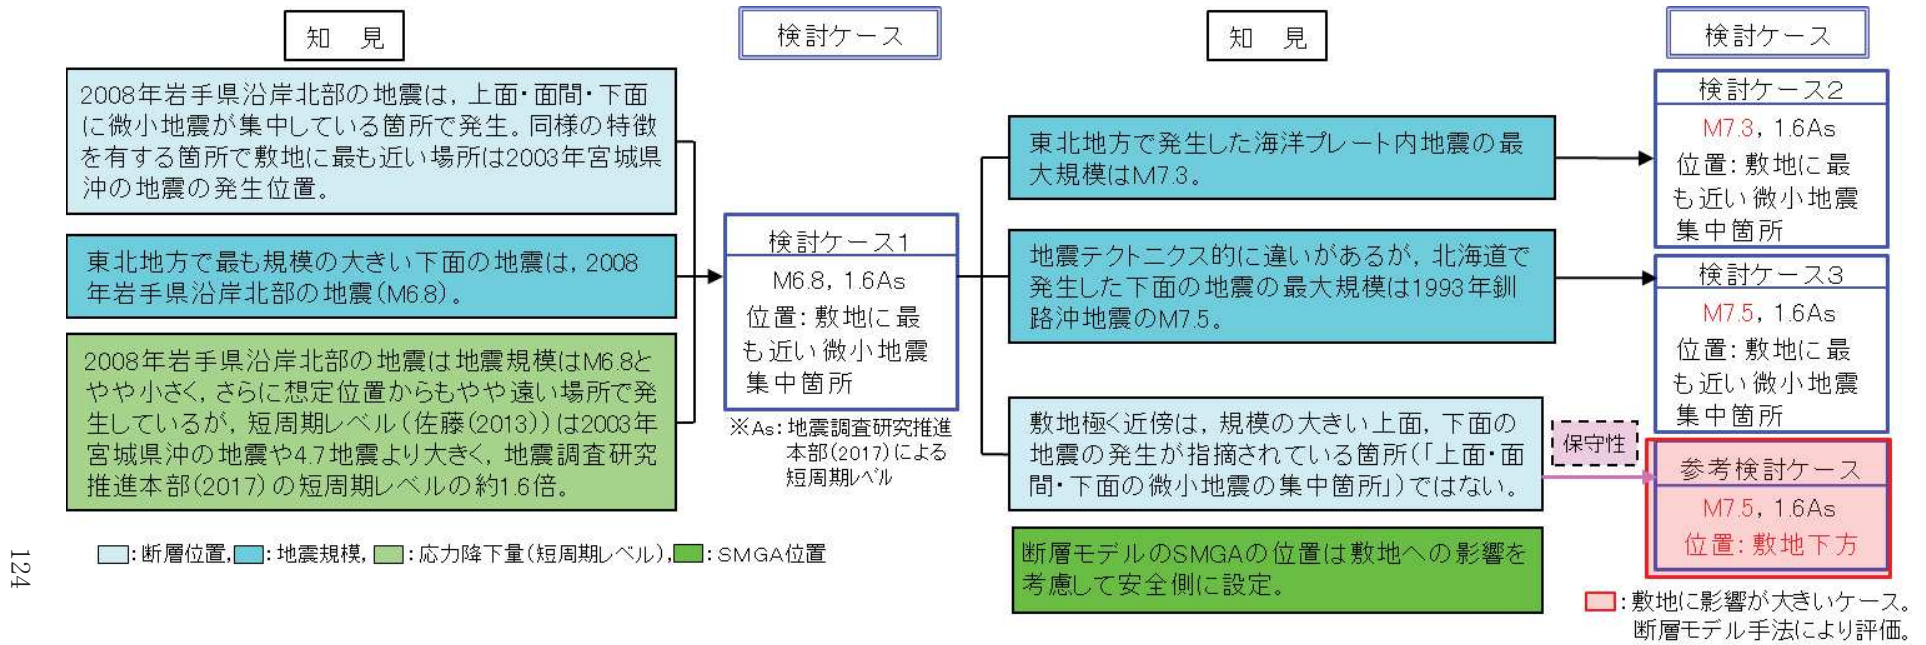 知 見
2008年岩手県沿岸北部の地震は，上面・面間・下面
に微小地震が集中している箇所で発生。同様の特徴
を有する箇所で敷地に最も近い場所は2003年宮城県
沖の地震の発生位置。
東北地方で最も規模の大きい下面の地震は，2008
年岩手県沿岸北部の地震（M6.8）。
2008年岩手県沿岸北部の地震は地震規模はM6.8と
やや小さく，さらに想定位置からもやや遠い場所で発
生しているが，短周期レベル（佐藤(2013)）は2003年
宮城県沖の地震や4.7地震より大きく，地震調査研究
推進本部(2017)の短周期レベルの約1.6倍。
検討ケース
検討ケース1
M6.8，1.6As
位置：敷地に最
も近い微小地震
集中箇所
※As：地震調査研究推進
本部(2017)による
短周期レベル
知 見
東北地方で発生した海洋プレート内地震の最
大規模はM7.3。
地震テクトニクス的に違いがあるが，北海道で
発生した下面の地震の最大規模は1993年釧
路沖地震のM7.5。
敷地極く近傍は，規模の大きい上面，下面の
地震の発生が指摘されている箇所（「上面・面
間・下面の微小地震の集中箇所」）ではない。
断層モデルのSMGAの位置は敷地への影響を
考慮して安全側に設定。
保守性
検討ケース
検討ケース2
M7.3，1.6As
位置：敷地に最
も近い微小地震
集中箇所
検討ケース3
M7.5，1.6As
位置：敷地に最
も近い微小地震
集中箇所
参考検討ケース
M7.5，1.6As
位置：敷地下方
：敷地に影響が大きいケース。
断層モデル手法により評価。
：断層位置，：地震規模，：応力降下量（短周期レベル），：SMGA位置
124